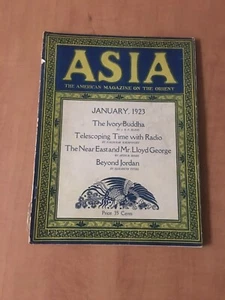 ASIA
THE AMERICAN MAGAZINE ON THE ORIENT
JANUARY, 1923
The Ivory Buddha
Telescoping Time with Radio
The Near East and Mr. Lloyd George
Beyond Jordan
Price 35 Cents